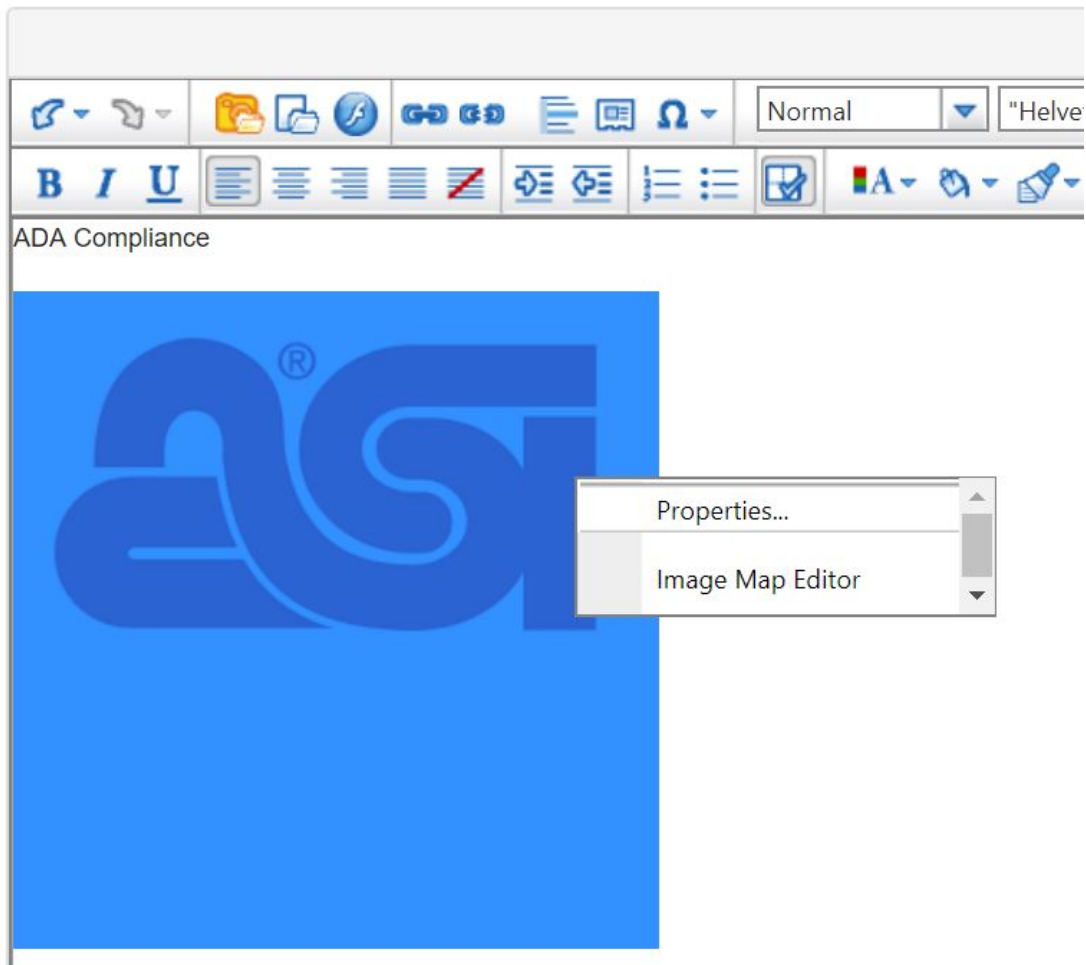 Ω Normal "Helve
B I U A
ADA Compliance
asi ®
Properties...
Image Map Editor